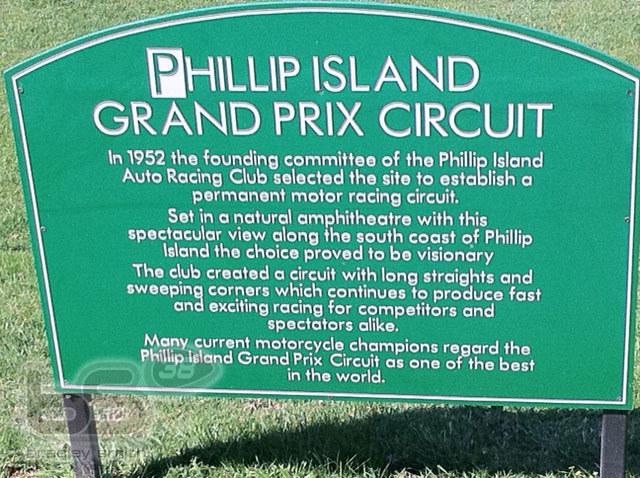 PHILLIP ISLAND
GRAND PRIX CIRCUIT
In 1952 the founding committee of the Phillip Island
Auto Racing Club selected the site to establish a
permanent motor racing circuit.
Set in a natural amphitheatre with this
spectacular view along the south coast of Phillip
Island the choice proved to be visionary
The club created a circuit with long straights and
sweeping corners which continues to produce fast
and exciting racing for competitors and
spectators alike.
Many current motorcycle champions regard the
Phillip Island Grand Prix Circuit as one of the best
in the world.
38
bradley smith